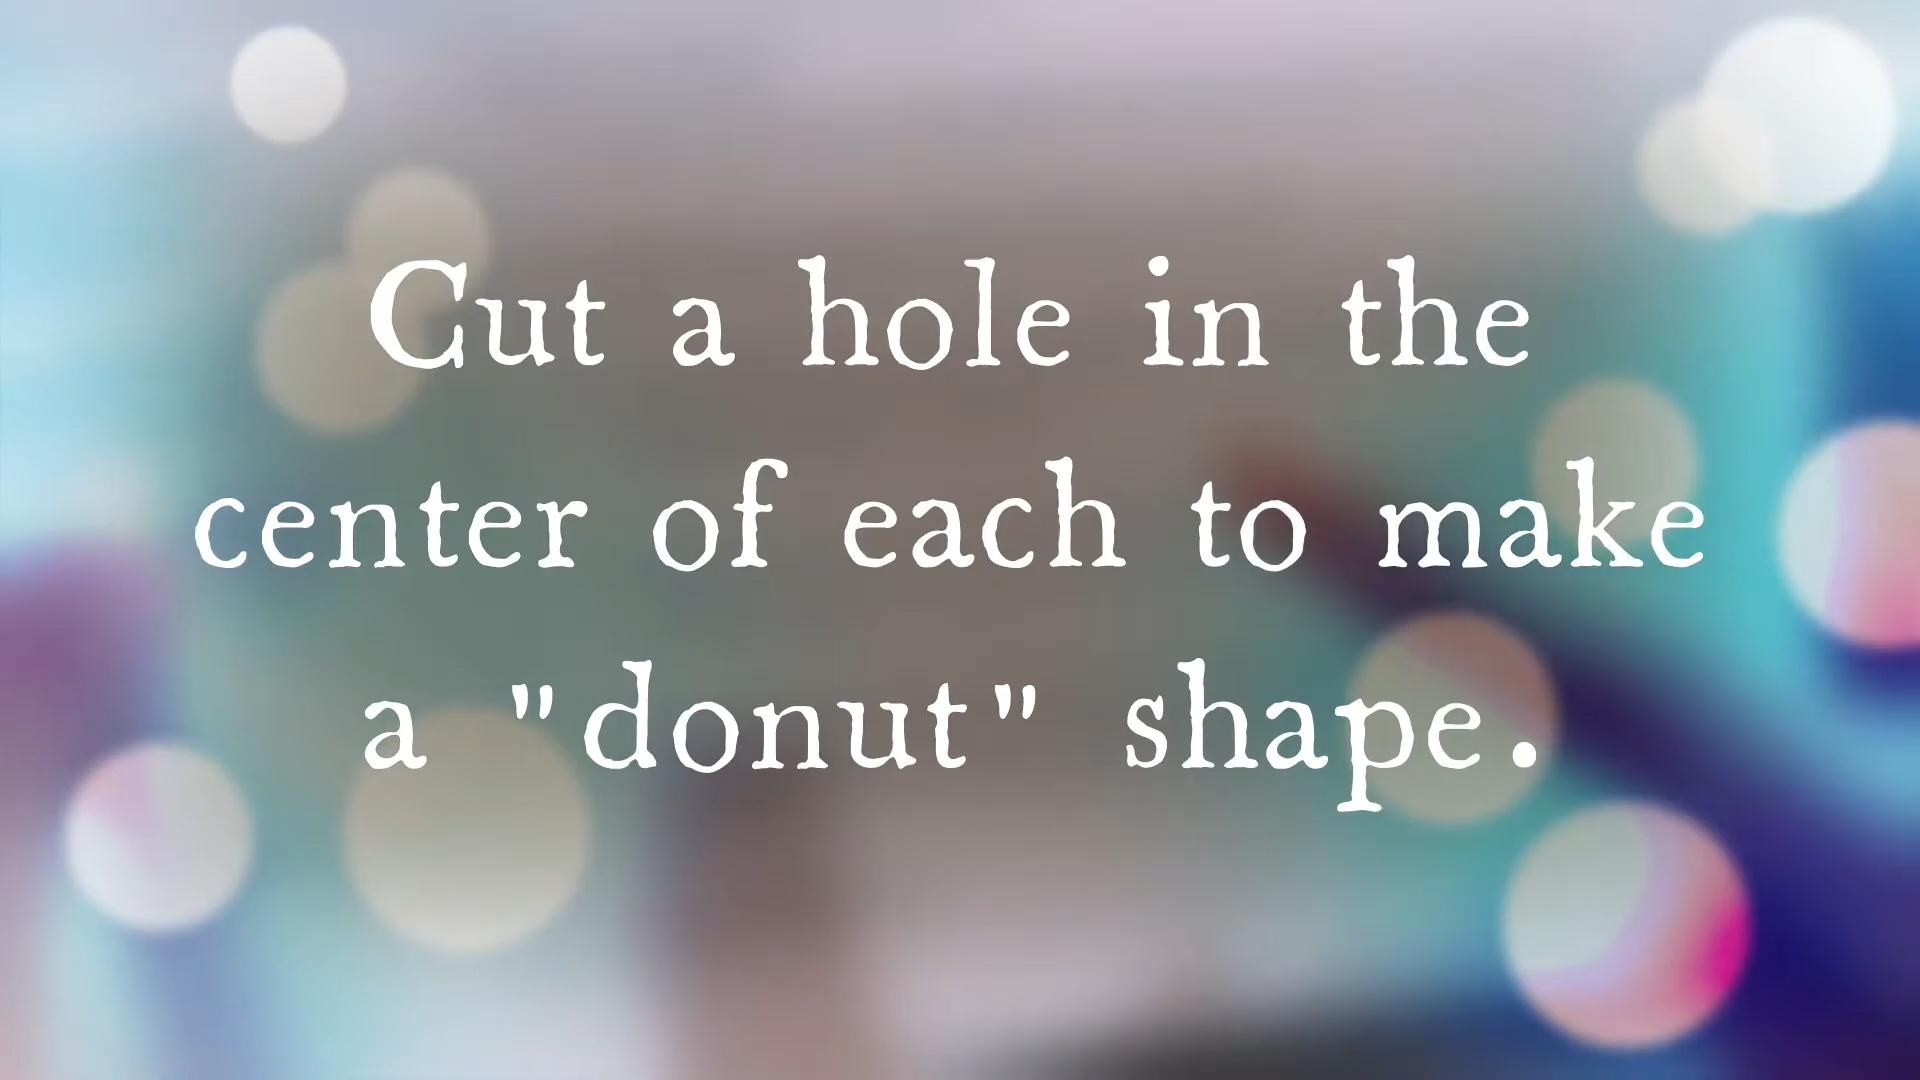 Cut a hole in the
center of each to make
a "donut" shape.